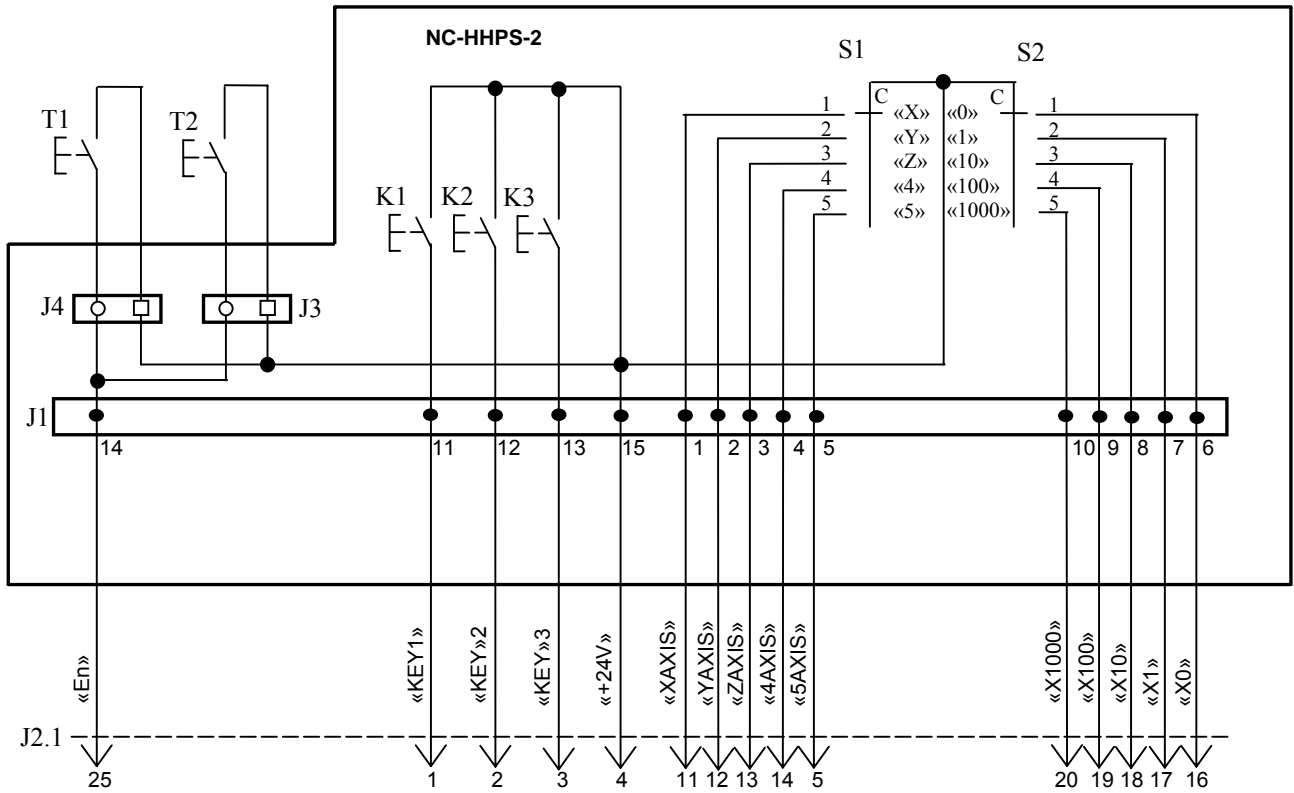 NC-HHPS-2
S1
S2
C
C
1 «X» «0» 1
2 «Y» «1» 2
3 «Z» «10» 3
4 «4» «100» 4
5 «5» «1000» 5
T1
T2
K1
K2
K3
J4
J3
J1
14 11 12 13 15 1 2 3 4 5 10 9 8 7 6
«En»
«KEY1»
«KEY»2
«KEY»3
«+24V»
«XAXIS»
«YAXIS»
«ZAXIS»
«4AXIS»
«5AXIS»
«X1000»
«X100»
«X10»
«X1»
«X0»
J2.1
25 1 2 3 4 11 12 13 14 5 20 19 18 17 16